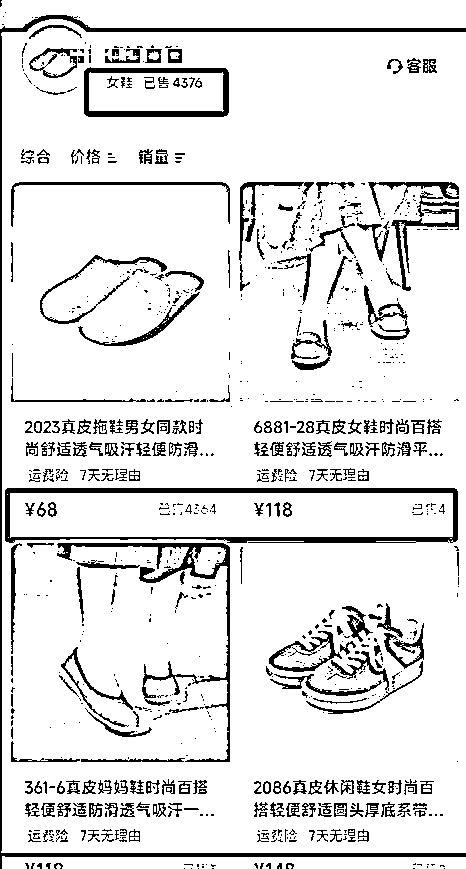 女鞋 已售 4376
客服
综合 价格 销量
2023真皮拖鞋男女同款时
尚舒适透气吸汗轻便防滑...
运费险 7天无理由
¥68 已售4364
6881-28真皮女鞋时尚百搭
轻便舒适透气吸汗防滑平...
运费险 7天无理由
¥118 已售4
361-6真皮妈妈鞋时尚百搭
轻便舒适防滑透气吸汗一...
运费险 7天无理由
¥118
2086真皮休闲鞋女时尚百
搭轻便舒适圆头厚底系带...
运费险 7天无理由
¥148